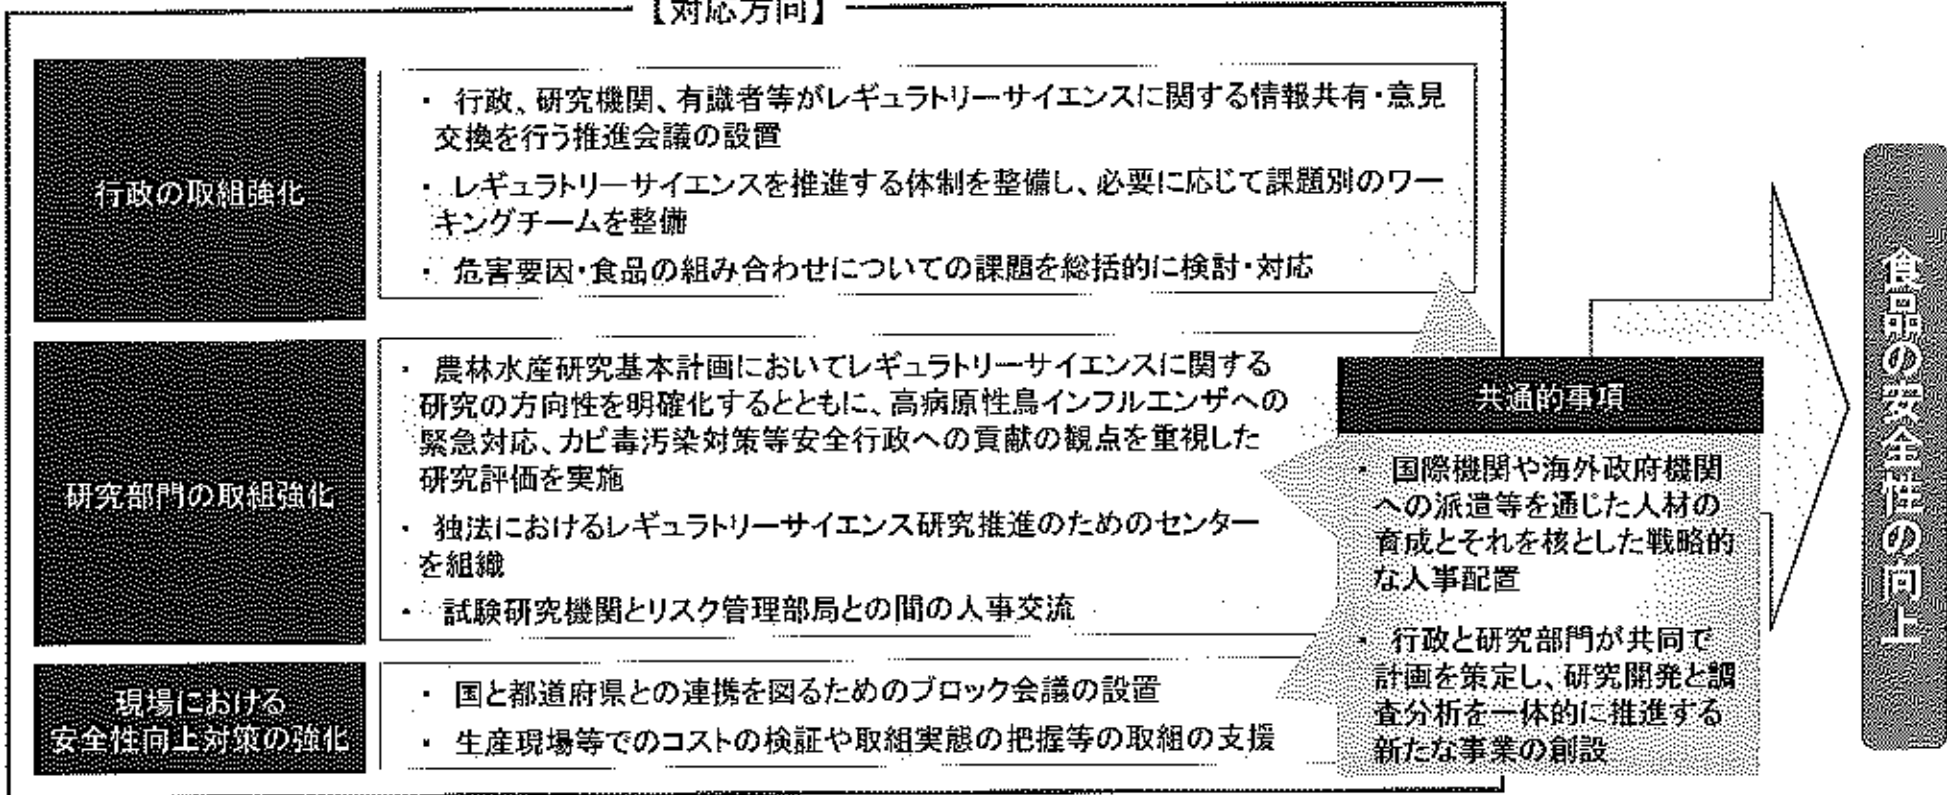 【対応方向】
行政の取組強化
・ 行政、研究機関、有識者等がレギュラトリーサイエンスに関する情報共有・意見
交換を行う推進会議の設置
・ レギュラトリーサイエンスを推進する体制を整備し、必要に応じて課題別のワー
キングチームを整備
・ 危害要因・食品の組み合わせについての課題を総括的に検討・対応
研究部門の取組強化
・ 農林水産研究基本計画においてレギュラトリーサイエンスに関する
研究の方向性を明確化するとともに、高病原性鳥インフルエンザへの
緊急対応、カビ毒汚染対策等安全行政への貢献の観点を重視した
研究評価を実施
・ 独法におけるレギュラトリーサイエンス研究推進のためのセンター
を組織
・ 試験研究機関とリスク管理部局との間の人事交流
現場における
安全性向上対策の強化
・ 国と都道府県との連携を図るためのブロック会議の設置
・ 生産現場等でのコストの検証や取組実態の把握等の取組の支援
共通的事項
・ 国際機関や海外政府機関
への派遣等を通じた人材の
育成とそれを核とした戦略的
な人事配置
・ 行政と研究部門が共同で
計画を策定し、研究開発と調
査分析を一体的に推進する
新たな事業の創設
食品の安全性の向上